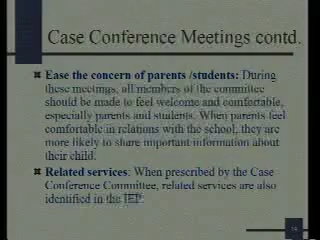 Case Conference Meetings contd.
Ease the concern of parents /students: During
these meetings, all members of the committee
should be made to feel welcome and comfortable,
especially parents and students. When parents feel
comfortable in relations with the school, they are
more likely to share important information about
their child.
Related services: When prescribed by the Case
Conference Committee, related services are also
identified in the IEP.